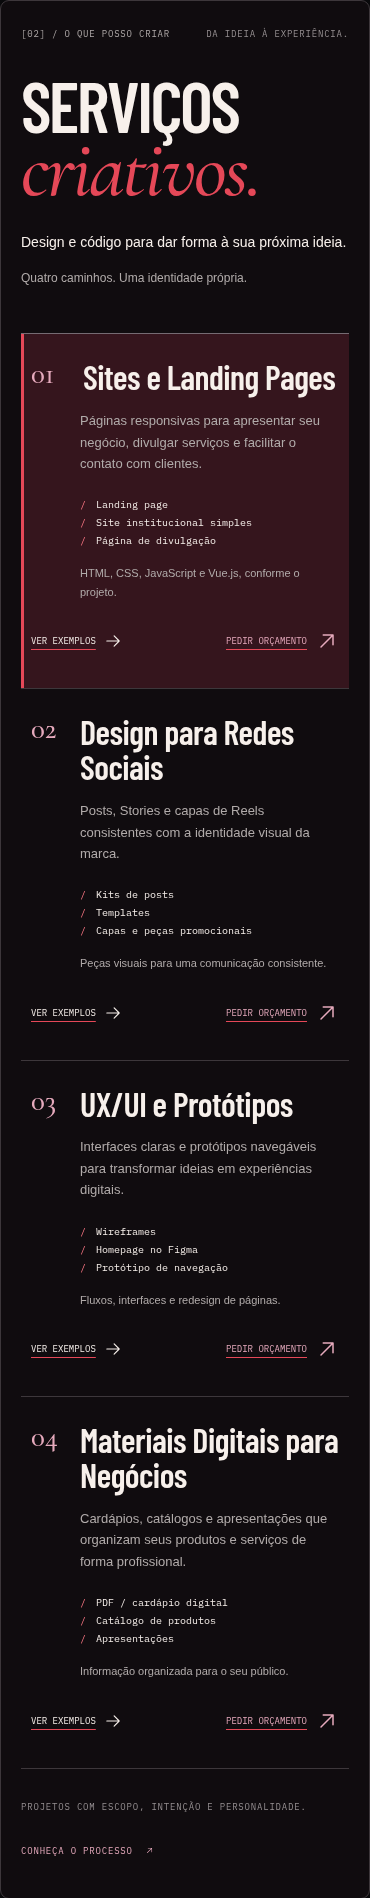 [02] / O QUE POSSO CRIAR
DA IDEIA À EXPERIÊNCIA.
SERVIÇOS
criativos.
Design e código para dar forma à sua próxima ideia.
Quatro caminhos. Uma identidade própria.
01
Sites e Landing Pages
Páginas responsivas para apresentar seu
negócio, divulgar serviços e facilitar o
contato com clientes.
/ Landing page
/ Site institucional simples
/ Página de divulgação
HTML, CSS, JavaScript e Vue.js, conforme o
projeto.
VER EXEMPLOS →
PEDIR ORÇAMENTO ↗
02
Design para Redes
Sociais
Posts, Stories e capas de Reels
consistentes com a identidade visual da
marca.
/ Kits de posts
/ Templates
/ Capas e peças promocionais
Peças visuais para uma comunicação consistente.
VER EXEMPLOS →
PEDIR ORÇAMENTO ↗
03
UX/UI e Protótipos
Interfaces claras e protótipos navegáveis
para transformar ideias em experiências
digitais.
/ Wireframes
/ Homepage no Figma
/ Protótipo de navegação
Fluxos, interfaces e redesign de páginas.
VER EXEMPLOS →
PEDIR ORÇAMENTO ↗
04
Materiais Digitais para
Negócios
Cardápios, catálogos e apresentações que
organizam seus produtos e serviços de
forma profissional.
/ PDF / cardápio digital
/ Catálogo de produtos
/ Apresentações
Informação organizada para o seu público.
VER EXEMPLOS →
PEDIR ORÇAMENTO ↗
PROJETOS COM ESCOPO, INTENÇÃO E PERSONALIDADE.
CONHEÇA O PROCESSO ↗